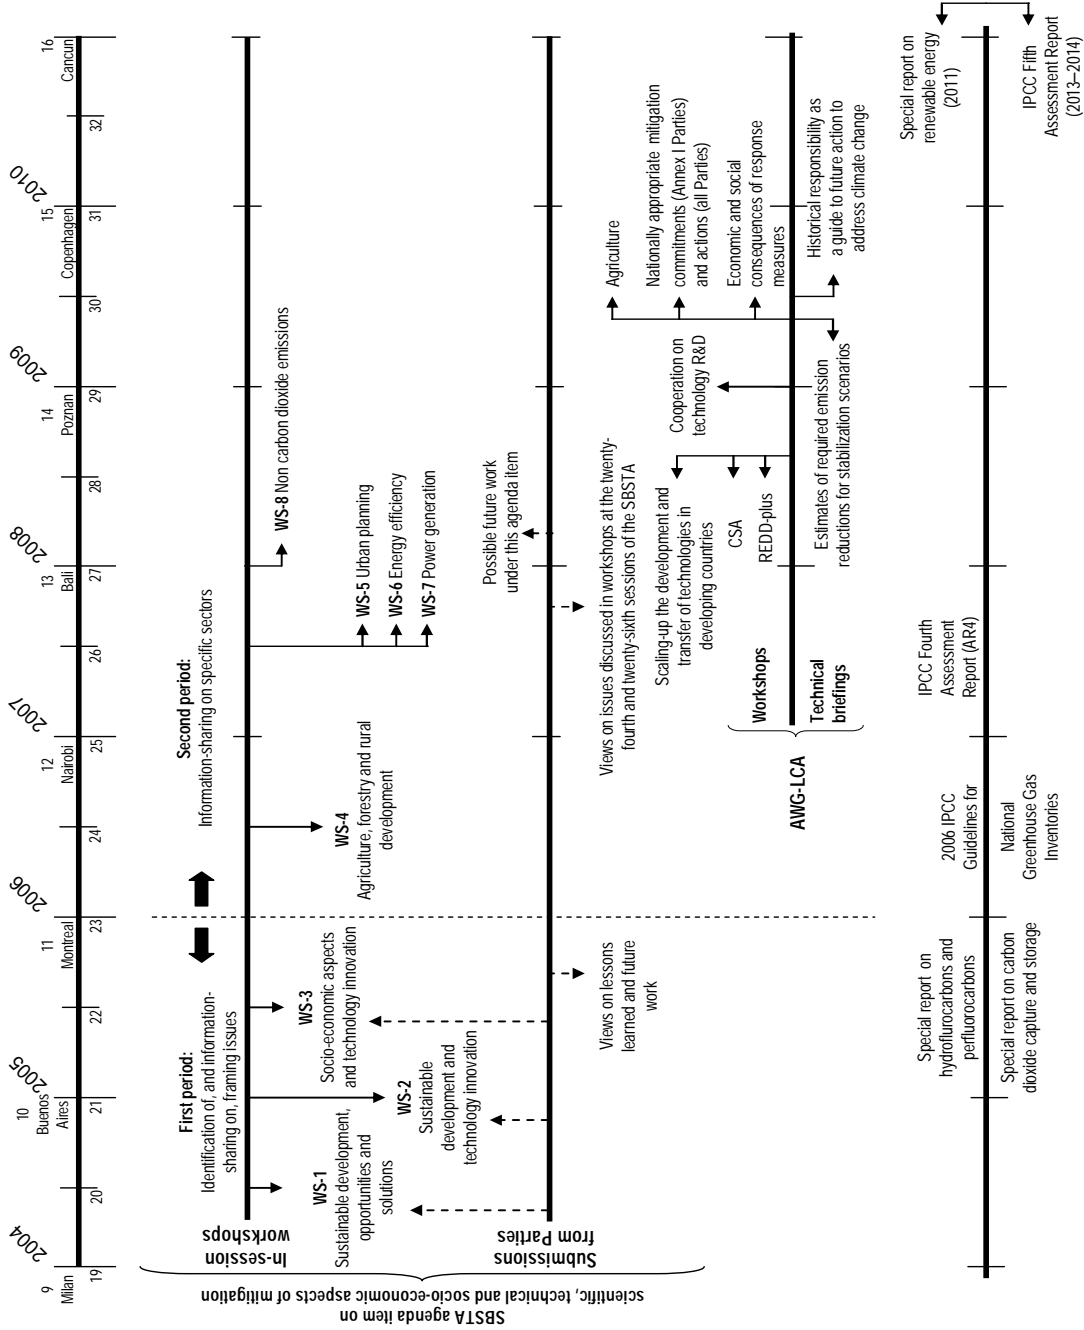 2004
2005
2006
2007
2008
2009
2010
9
Milan
10
Buenos
Aires
11
Montreal
12
Nairobi
13
Bali
14
Poznan
15
Copenhagen
16
Cancun
19
20
21
22
23
24
25
26
27
28
29
30
31
32
SBSTA agenda item on
scientific, technical and socio-economic aspects of mitigation
In-session
workshops
First period:
Identification of, and information-
sharing on, framing issues
Second period:
Information-sharing on specific sectors
WS-1
Sustainable development,
opportunities and
solutions
WS-2
Sustainable
development and
technology innovation
WS-3
Socio-economic aspects
and technology innovation
WS-4
Agriculture, forestry and rural
development
WS-5 Urban planning
WS-6 Energy efficiency
WS-7 Power generation
WS-8 Non carbon dioxide emissions
Submissions
from Parties
Views on lessons
learned and future
work
Possible future work
under this agenda item
Views on issues discussed in workshops at the twenty-
fourth and twenty-sixth sessions of the SBSTA
AWG-LCA
Workshops
Technical
briefings
Scaling-up the development and
transfer of technologies in
developing countries
CSA
REDD-plus
Cooperation on
technology R&D
Agriculture
Nationally appropriate mitigation
commitments (Annex I Parties)
and actions (all Parties)
Economic and social
consequences of response
measures
Estimates of required emission
reductions for stabilization scenarios
Historical responsibility as
a guide to future action to
address climate change
Special report on
hydroflurocarbons and
perfluorocarbons
Special report on carbon
dioxide capture and storage
2006 IPCC
Guidelines for
National
Greenhouse Gas
Inventories
IPCC Fourth
Assessment
Report (AR4)
Special report on
renewable energy
(2011)
IPCC Fifth
Assessment Report
(2013–2014)